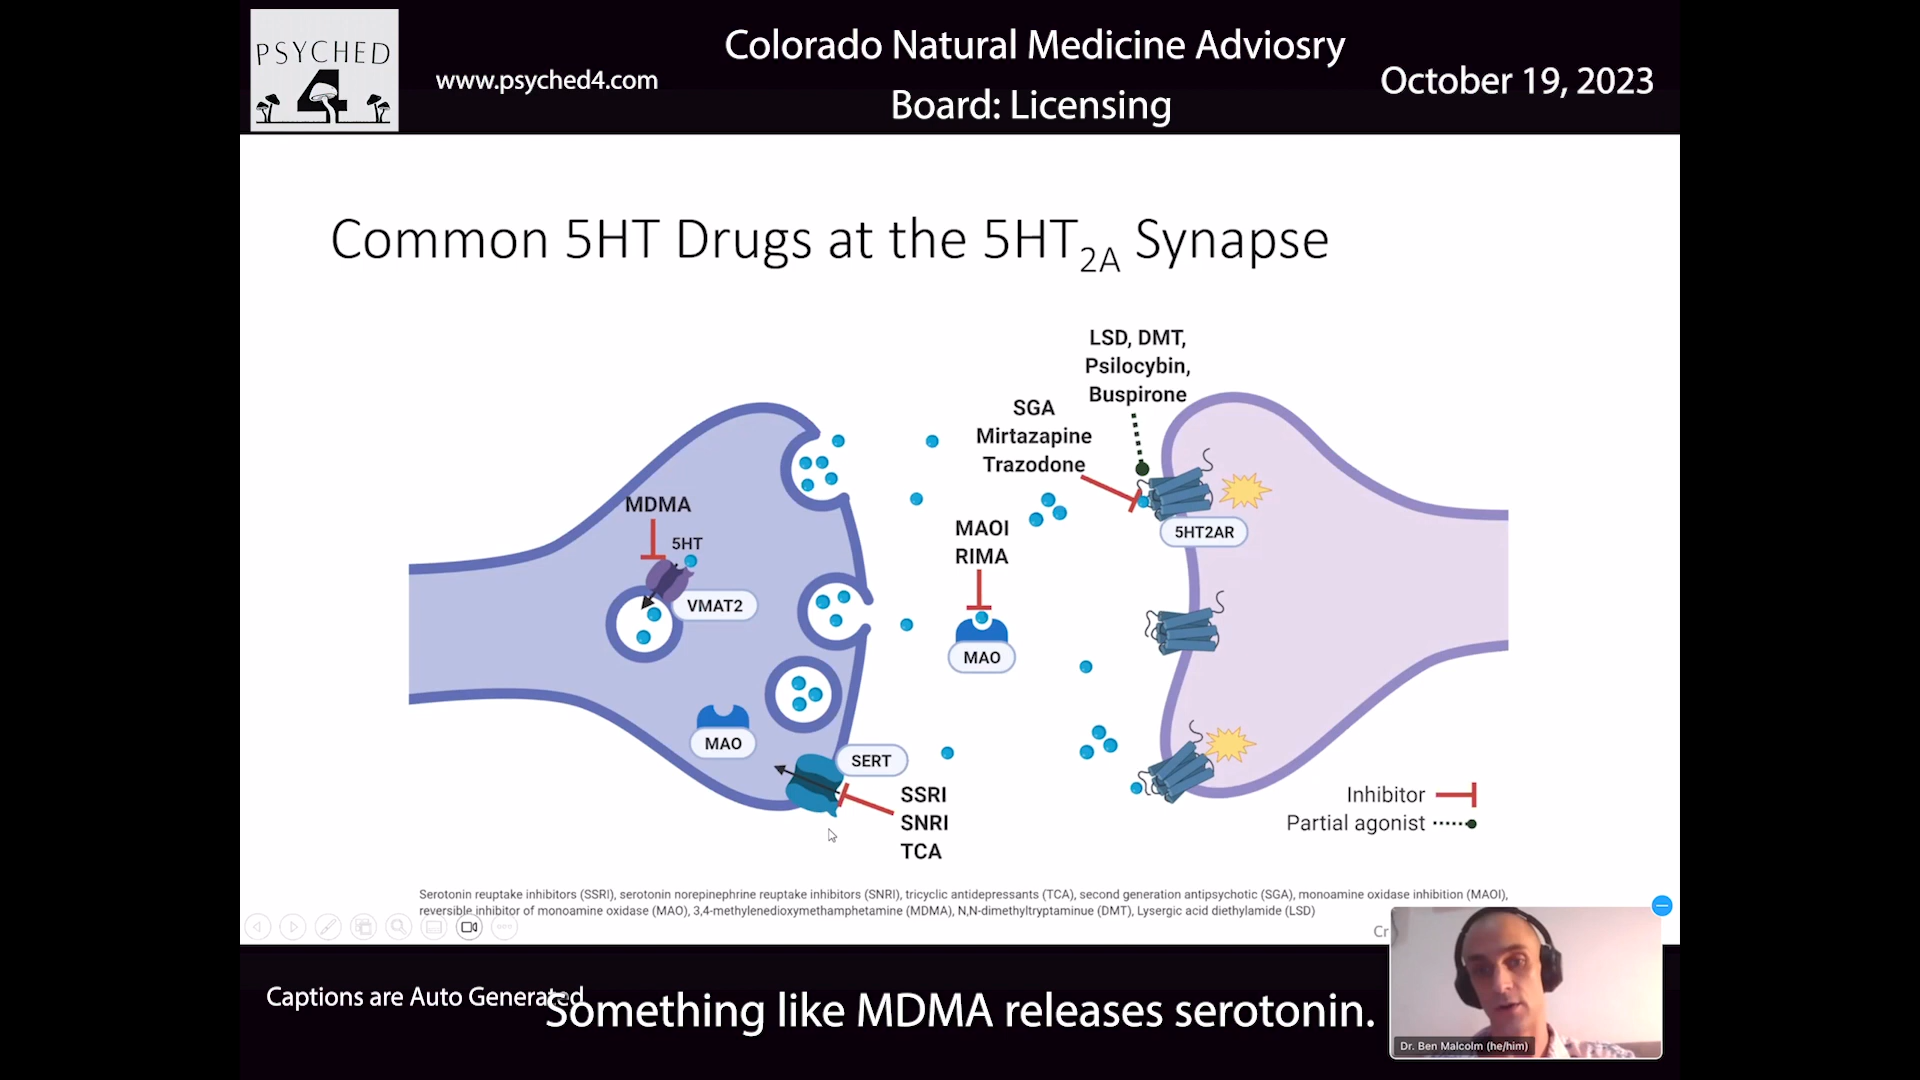 PSYCHED
4
www.psyched4.com
Colorado Natural Medicine Adviosry
Board: Licensing
October 19, 2023
Common 5HT Drugs at the 5HT2A Synapse
LSD, DMT,
Psilocybin,
Buspirone
SGA
Mirtazapine
Trazodone
MDMA
5HT
VMAT2
MAOI
RIMA
MAO
5HT2AR
MAO
SERT
SSRI
SNRI
TCA
Inhibitor
Partial agonist
Serotonin reuptake inhibitors (SSRI), serotonin norepinephrine reuptake inhibitors (SNRI), tricyclic antidepressants (TCA), second generation antipsychotic (SGA), monoamine oxidase inhibition (MAOI),
reversible inhibitor of monoamine oxidase (MAO), 3,4-methylenedioxymethamphetamine (MDMA), N,N-dimethyltryptaminue (DMT), Lysergic acid diethylamide (LSD)
Cr
Captions are Auto Generated
Something like MDMA releases serotonin.
Dr. Ben Malcolm (he/him)